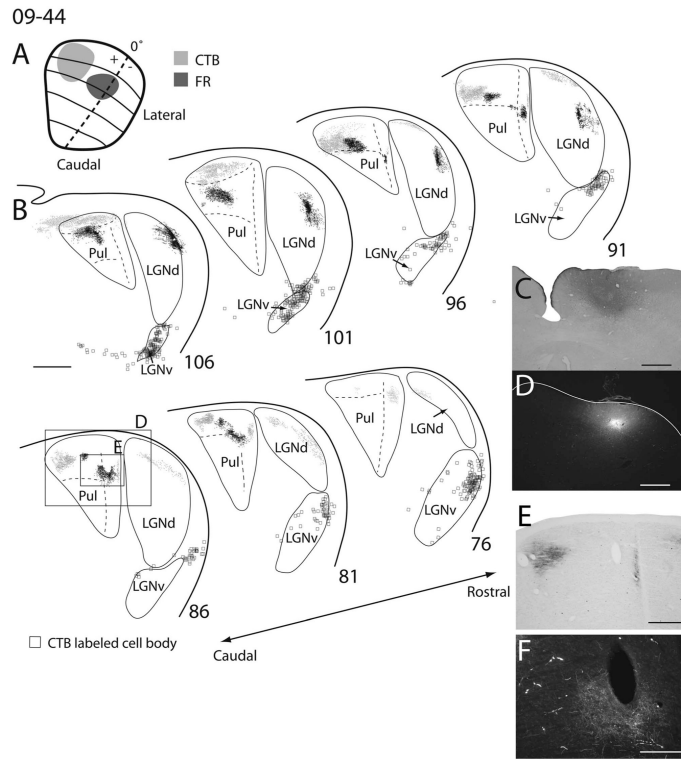 09-44
A
0°
+
-
CTB
FR
Lateral
Caudal
B
Pul
LGNd
LGNv
106
Pul
LGNd
LGNv
101
Pul
LGNd
LGNv
96
Pul
LGNd
LGNv
91
C
D
D
E
Pul
LGNd
LGNv
86
Pul
LGNd
LGNv
81
Pul
LGNd
LGNv
76
Rostral
Caudal
CTB labeled cell body
E
F